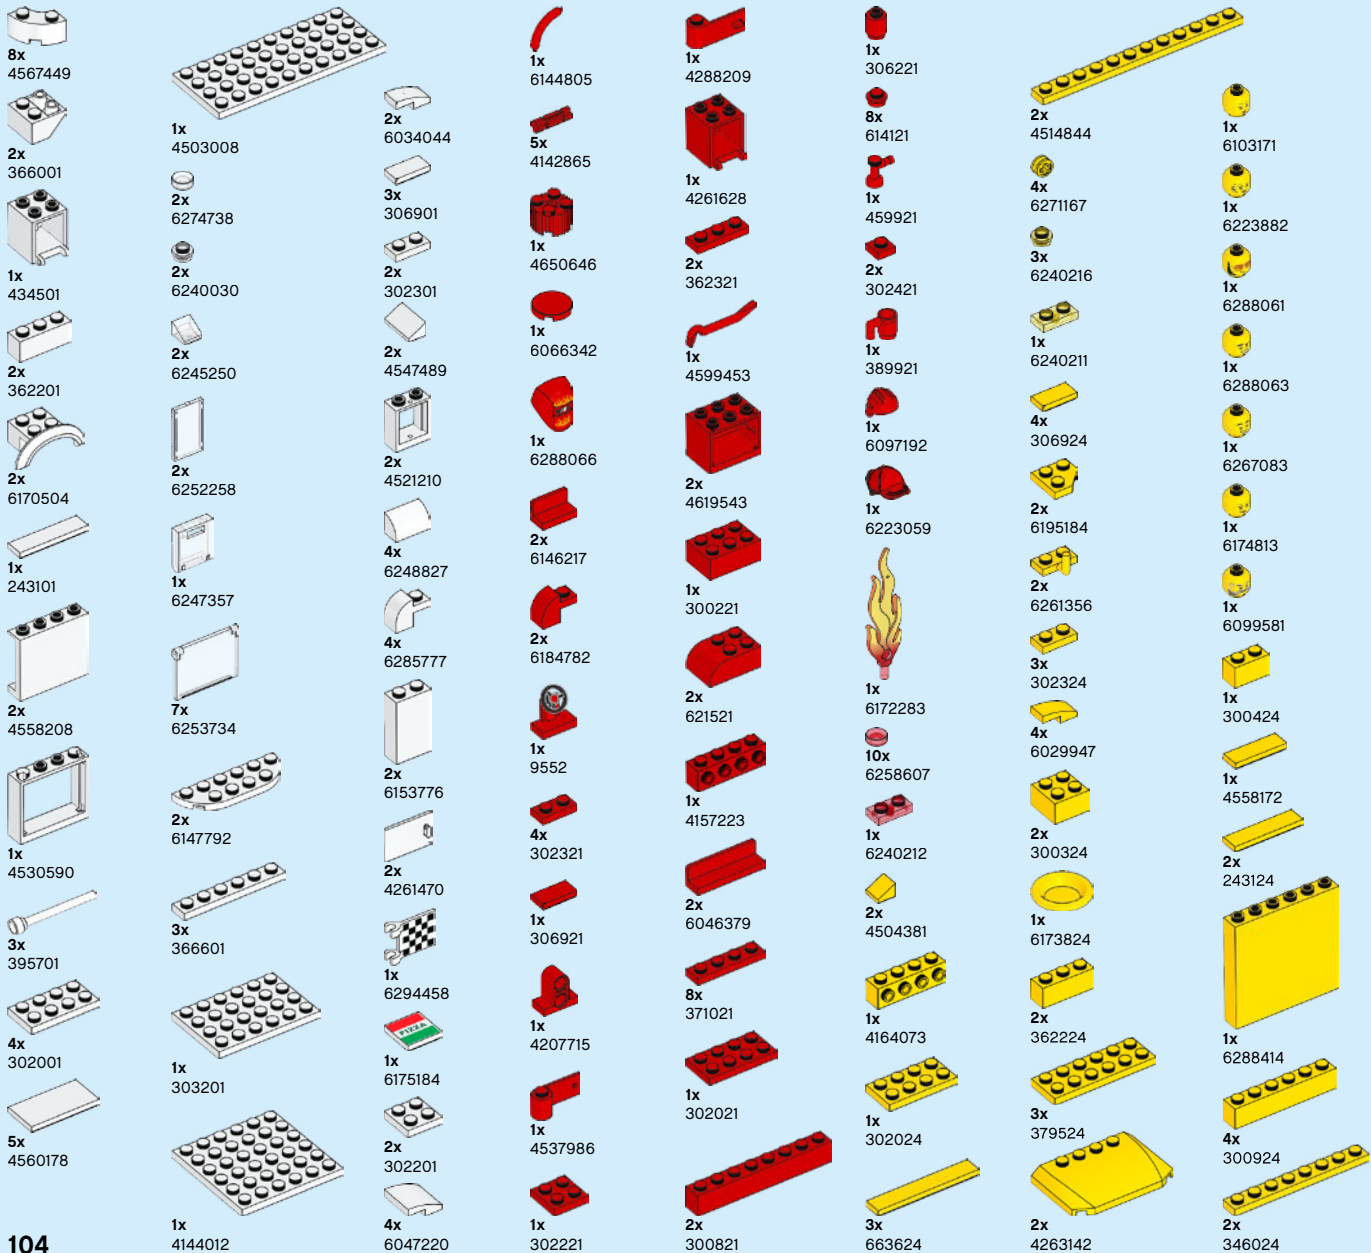 8x
4567449
2x
366001
1x
434501
2x
362201
2x
6170504
1x
243101
2x
4558208
1x
4530590
3x
395701
4x
302001
5x
4560178
104
1x
4503008
2x
6274738
2x
6240030
2x
6245250
2x
6252258
1x
6247357
7x
6253734
2x
6147792
3x
366601
1x
303201
1x
4144012
2x
6034044
3x
306901
2x
302301
2x
4547489
2x
4521210
4x
6248827
4x
6285777
2x
6153776
2x
4261470
1x
6294458
PIZZA
1x
6175184
2x
302201
4x
6047220
1x
6144805
5x
4142865
1x
4650646
1x
6066342
1x
6288066
2x
6146217
2x
6184782
1x
9552
4x
302321
1x
306921
1x
4207715
1x
4537986
1x
302221
1x
4288209
1x
4261628
2x
362321
1x
4599453
2x
4619543
1x
300221
2x
621521
1x
4157223
2x
6046379
8x
371021
1x
302021
2x
300821
1x
306221
8x
614121
1x
459921
2x
302421
1x
389921
1x
6097192
1x
6223059
1x
6172283
10x
6258607
1x
6240212
2x
4504381
1x
4164073
1x
302024
3x
663624
2x
4514844
4x
6271167
3x
6240216
1x
6240211
4x
306924
2x
6195184
2x
6261356
3x
302324
4x
6029947
2x
300324
1x
6173824
2x
362224
3x
379524
2x
4263142
1x
6103171
1x
6223882
1x
6288061
1x
6288063
1x
6267083
1x
6174813
1x
6099581
1x
300424
1x
4558172
2x
243124
1x
6288414
4x
300924
2x
346024